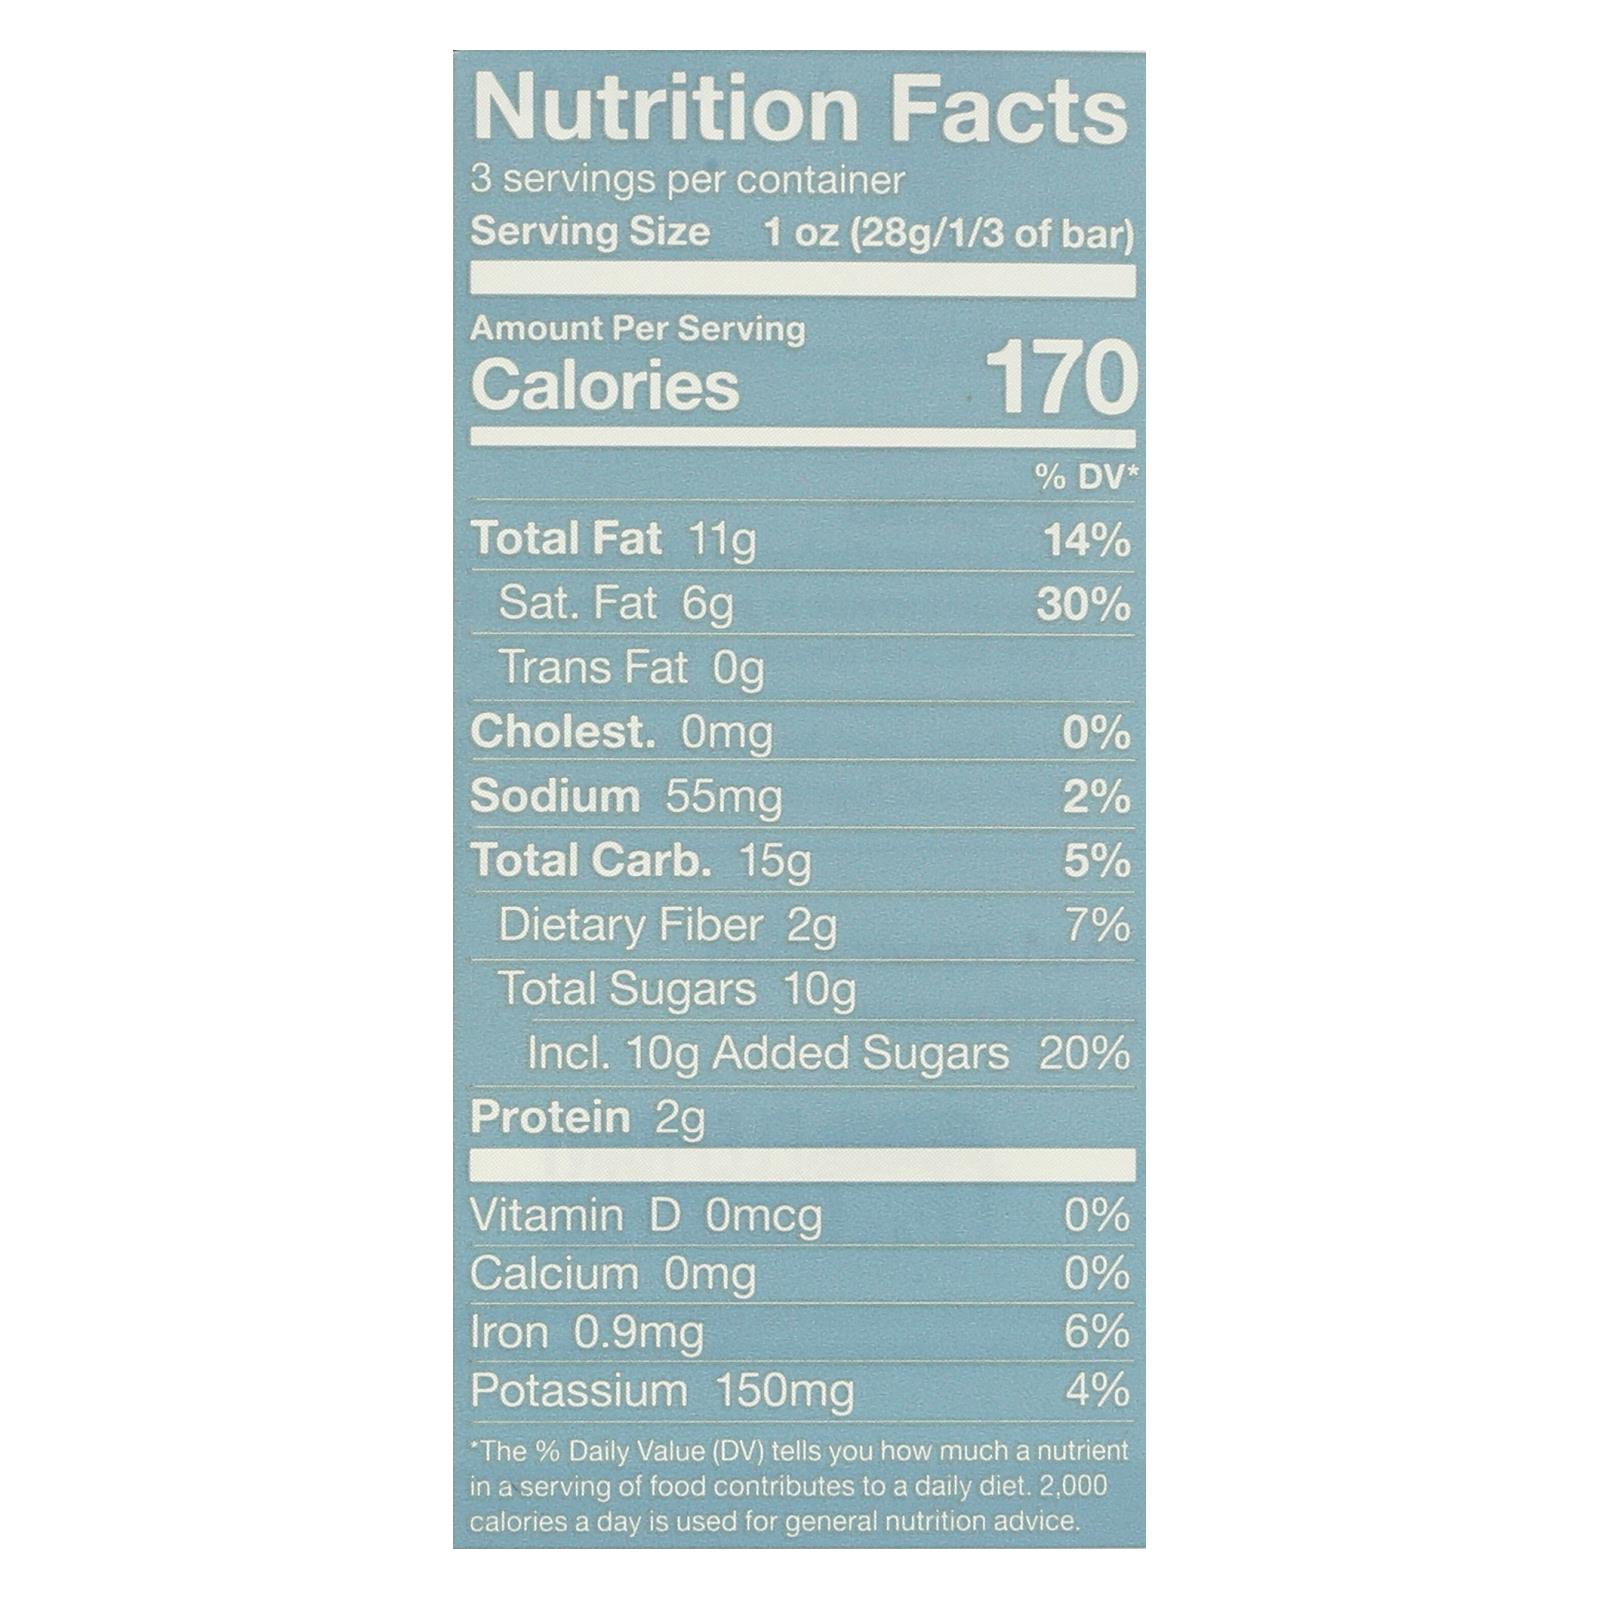 Nutrition Facts
3 servings per container
Serving Size 1 oz (28g/1/3 of bar)
Amount Per Serving
Calories 170
% DV*
Total Fat 11g 14%
Sat. Fat 6g 30%
Trans Fat 0g
Cholest. 0mg 0%
Sodium 55mg 2%
Total Carb. 15g 5%
Dietary Fiber 2g 7%
Total Sugars 10g
Incl. 10g Added Sugars 20%
Protein 2g
Vitamin D 0mcg 0%
Calcium 0mg 0%
Iron 0.9mg 6%
Potassium 150mg 4%
*The % Daily Value (DV) tells you how much a nutrient
in a serving of food contributes to a daily diet. 2,000
calories a day is used for general nutrition advice.